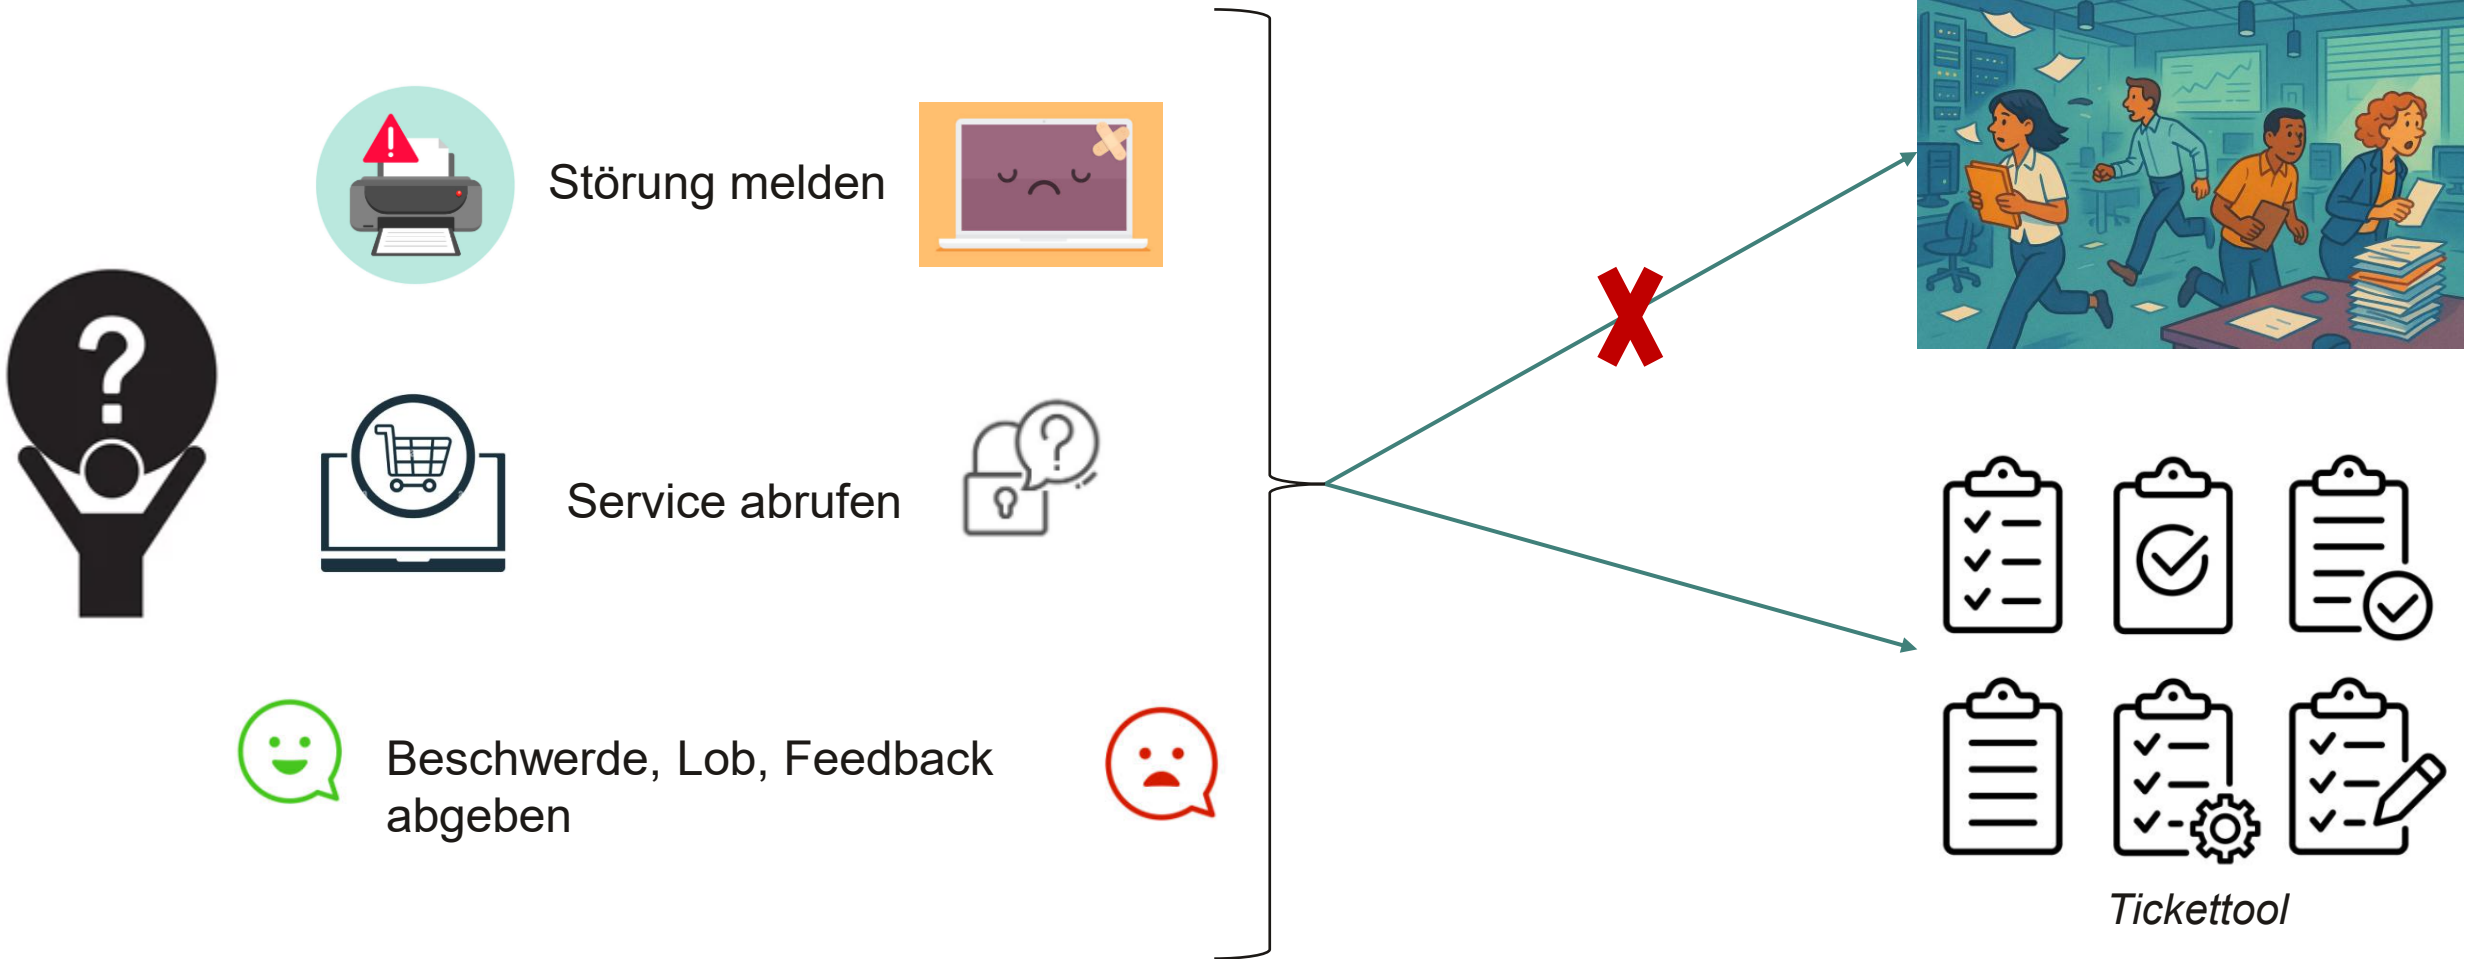 Störung melden
Service abrufen
Beschwerde, Lob, Feedback
abgeben
Tickettool